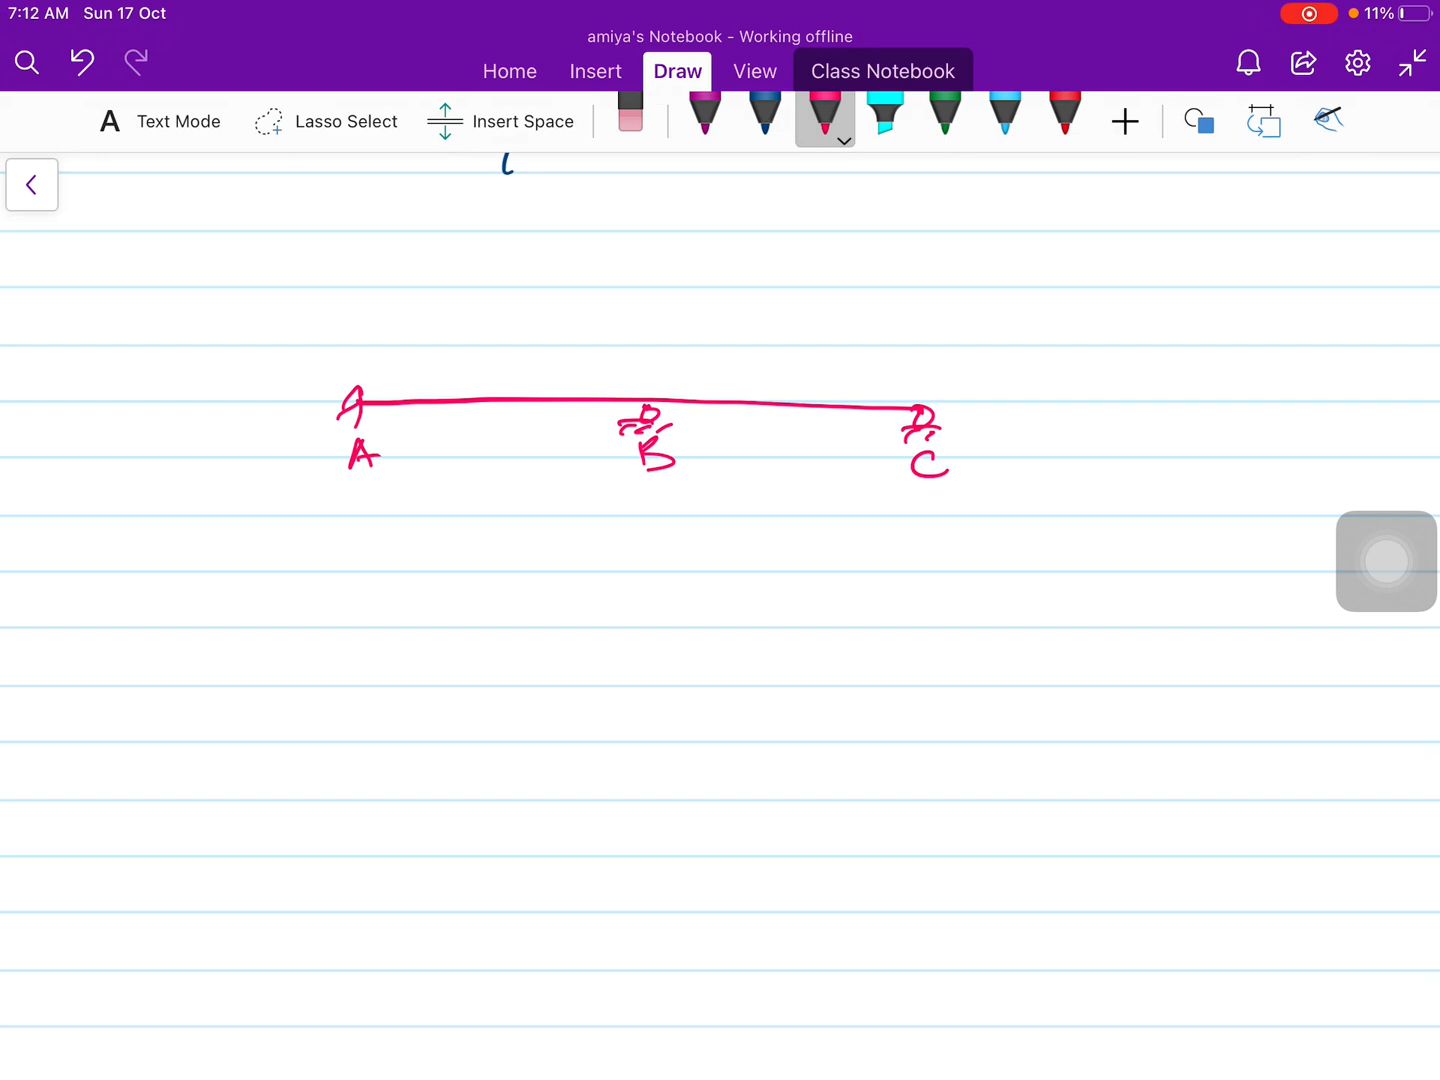 7:12 AM Sun 17 Oct 11%
amiya's Notebook - Working offline
Home Insert Draw View Class Notebook
A Text Mode Lasso Select Insert Space
A B C